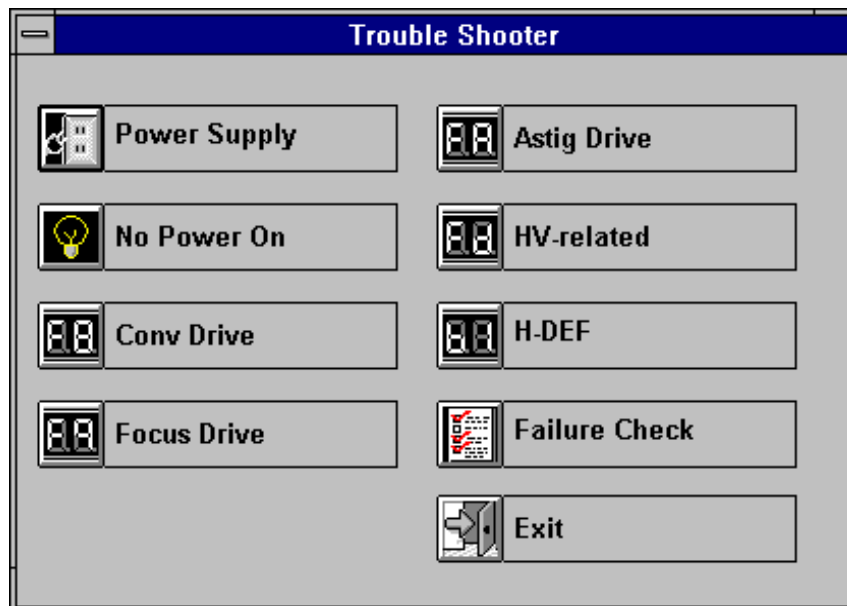 Trouble Shooter
Power Supply
No Power On
Conv Drive
Focus Drive
Astig Drive
HV-related
H-DEF
Failure Check
Exit